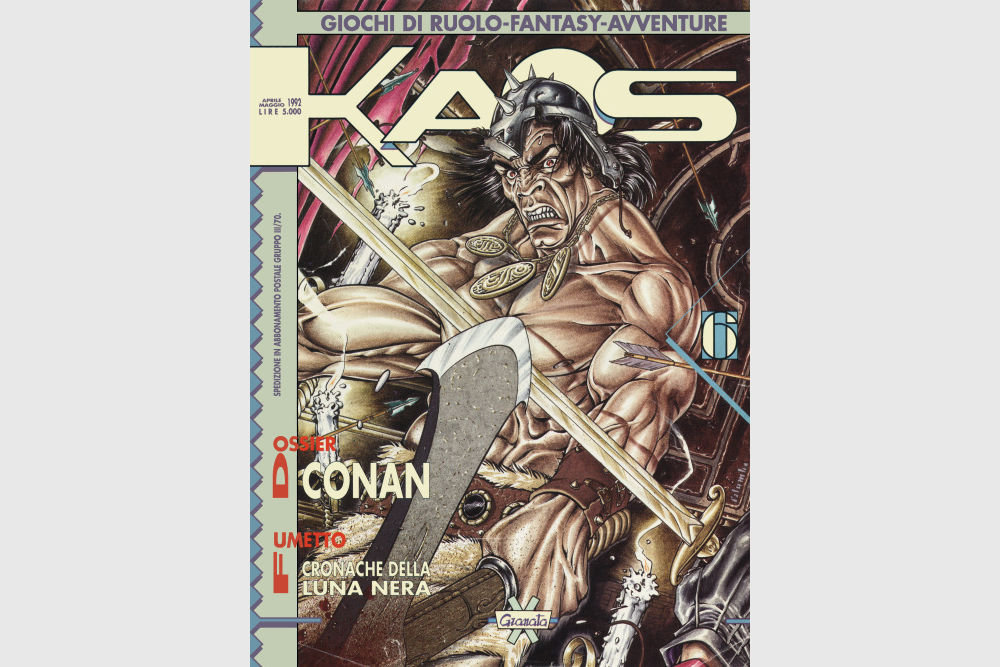 GIOCHI DI RUOLO-FANTASY-AVVENTURE
KAOS
APRILE
MAGGIO 1992
LIRE 5.000
SPEDIZIONE IN ABBONAMENTO POSTALE GRUPPO III/70.
6
DOSSIER
CONAN
FUMETTO
CRONACHE DELLA
LUNA NERA
Granata